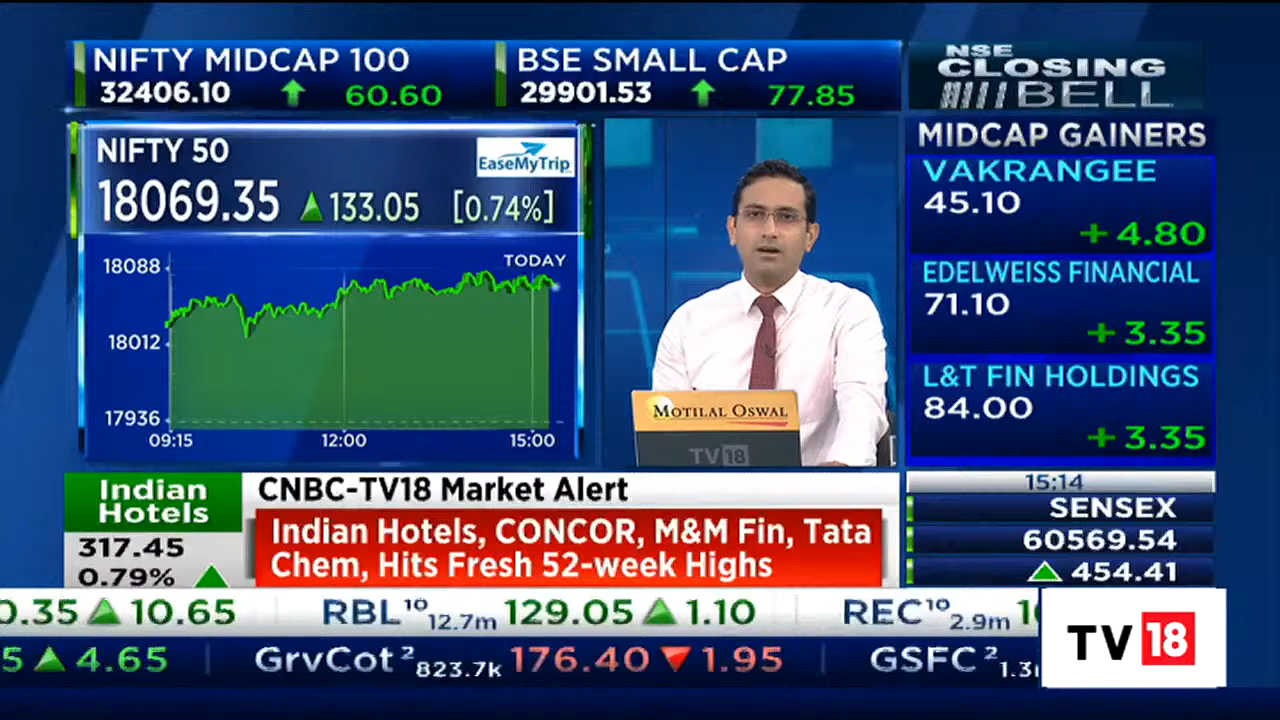 NIFTY MIDCAP 100
32406.10 60.60
BSE SMALL CAP
29901.53 77.85
NSE
CLOSING
BELL
NIFTY 50
EaseMyTrip
18069.35 133.05 [0.74%]
TODAY
18088
18012
17936
09:15 12:00 15:00
MOTILAL OSWAL
TV18
MIDCAP GAINERS
VAKRANGEE
45.10
+ 4.80
EDELWEISS FINANCIAL
71.10
+ 3.35
L&T FIN HOLDINGS
84.00
+ 3.35
15:14
SENSEX
60569.54
454.41
Indian
Hotels
317.45
0.79%
CNBC-TV18 Market Alert
Indian Hotels, CONCOR, M&M Fin, Tata
Chem, Hits Fresh 52-week Highs
0.35 10.65 RBL 10 12.7m 129.05 1.10 REC 10 2.9m
5 4.65 GrvCot 2 823.7k 176.40 1.95 GSFC 2
TV18